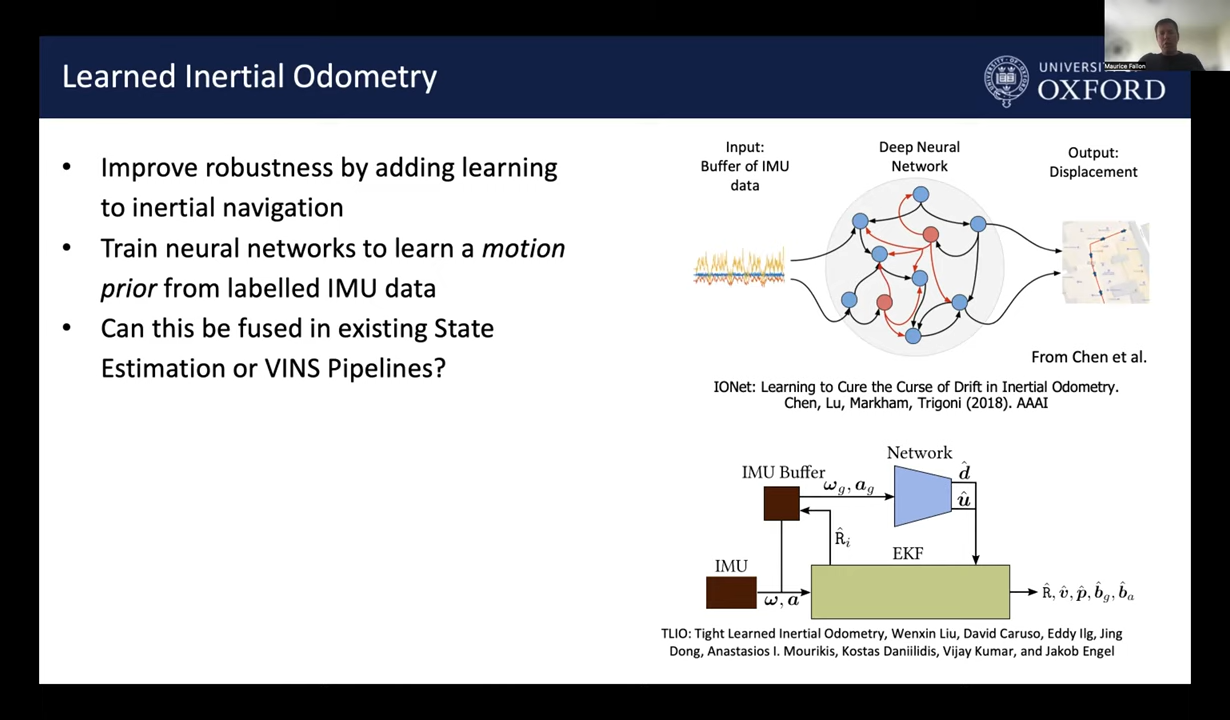 Learned Inertial Odometry
UNIVERSI
OXFORD
Maurice Fallon
• Improve robustness by adding learning
to inertial navigation
• Train neural networks to learn a motion
prior from labelled IMU data
• Can this be fused in existing State
Estimation or VINS Pipelines?
Input:
Buffer of IMU
data
Deep Neural
Network
Output:
Displacement
From Chen et al.
IONet: Learning to Cure the Curse of Drift in Inertial Odometry.
Chen, Lu, Markham, Trigoni (2018). AAAI
Network
IMU Buffer
ω_g, a_g
d̂
û
R̂_i
EKF
IMU
ω, a
R̂, v̂, p̂, b̂_g, b̂_a
TLIO: Tight Learned Inertial Odometry, Wenxin Liu, David Caruso, Eddy Ilg, Jing
Dong, Anastasios I. Mourikis, Kostas Daniilidis, Vijay Kumar, and Jakob Engel